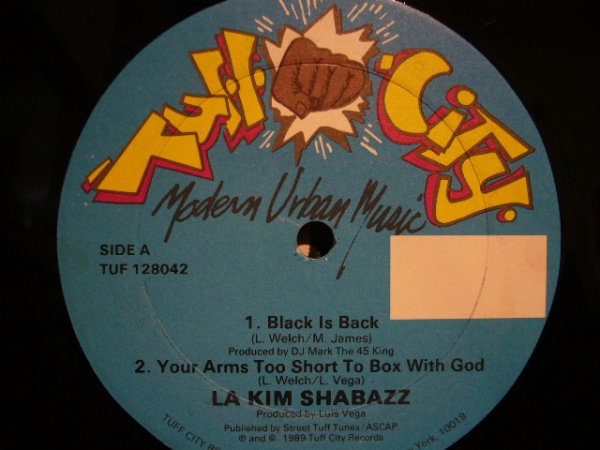 Tuff City
Modern Urban Music
SIDE A
TUF 128042
1. Black Is Back
(L. Welch/M. James)
Produced by DJ Mark The 45 King
2. Your Arms Too Short To Box With God
(L. Welch/L. Vega)
LA KIM SHABAZZ
Produced by Luis Vega
Published by Street Tuff Tunes/ASCAP
℗ and © 1989 Tuff City Records
TUFF CITY
York, 10019